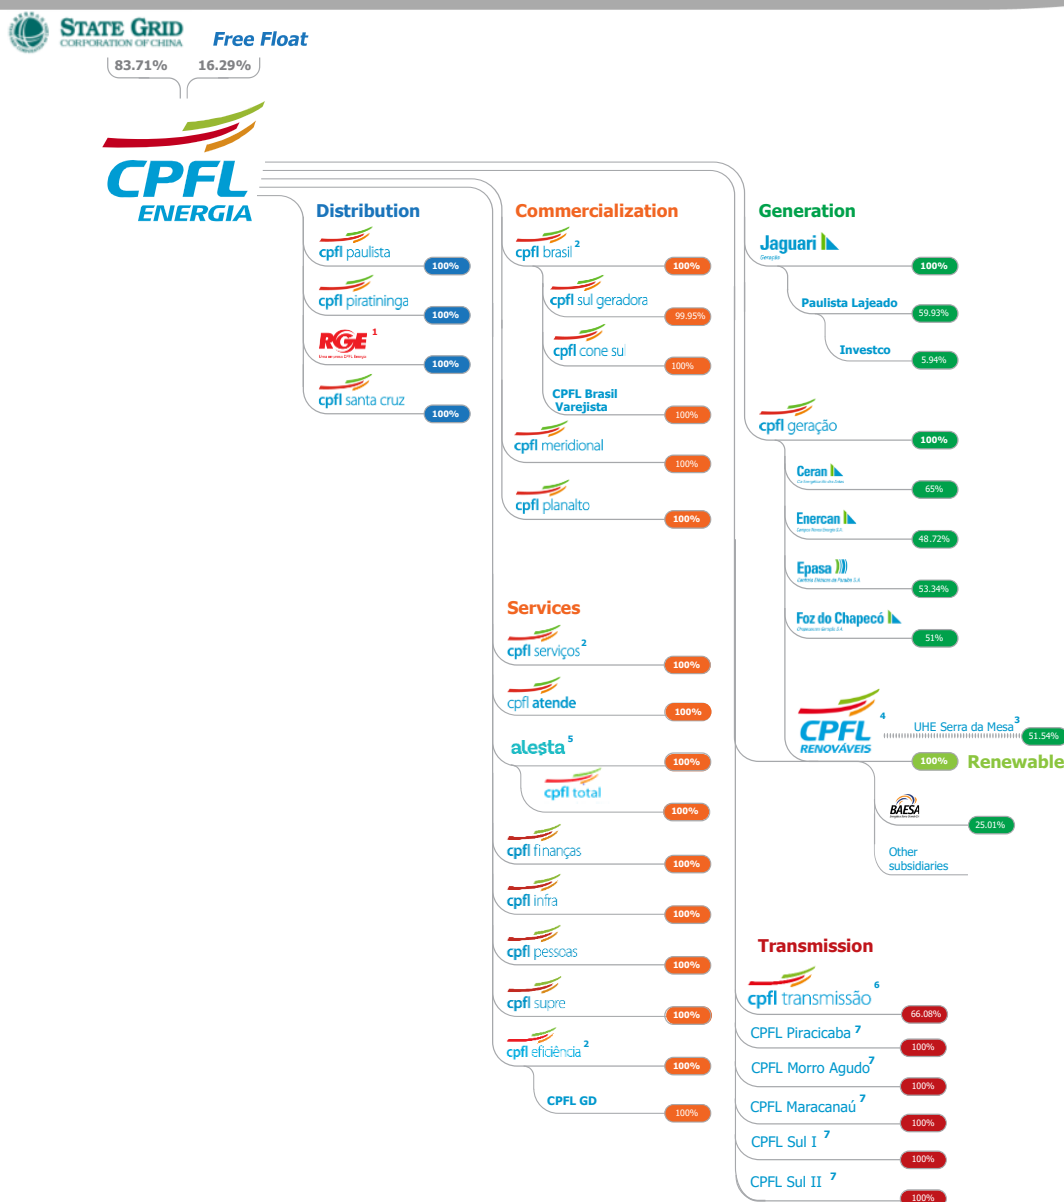 STATE GRID
CORPORATION OF CHINA
Free Float
83.71%
16.29%
CPFL
ENERGIA
Distribution
cpfl paulista
100%
cpfl piratininga
100%
RGE 1
100%
cpfl santa cruz
100%
Commercialization
cpfl brasil 2
100%
cpfl sul geradora
99.95%
cpfl cone sul
100%
CPFL Brasil
Varejista
100%
cpfl meridional
100%
cpfl planalto
100%
Services
cpfl serviços 2
100%
cpfl atende
100%
ale$ta 5
100%
cpfl total
100%
cpfl finanças
100%
cpfl infra
100%
cpfl pessoas
100%
cpfl supre
100%
cpfl eficiência 2
100%
CPFL GD
100%
Generation
Jaguari
Geração
100%
Paulista Lajeado
59.93%
Investco
5.94%
cpfl geração
100%
Ceran
65%
Enercan
48.72%
Epasa
53.34%
Foz do Chapecó
51%
CPFL 4
RENOVÁVEIS
UHE Serra da Mesa 3
51.54%
100%
Renewable
BAESA
25.01%
Other
subsidiaries
Transmission
cpfl transmissão 6
66.08%
CPFL Piracicaba 7
100%
CPFL Morro Agudo 7
100%
CPFL Maracanaú 7
100%
CPFL Sul I 7
100%
CPFL Sul II 7
100%